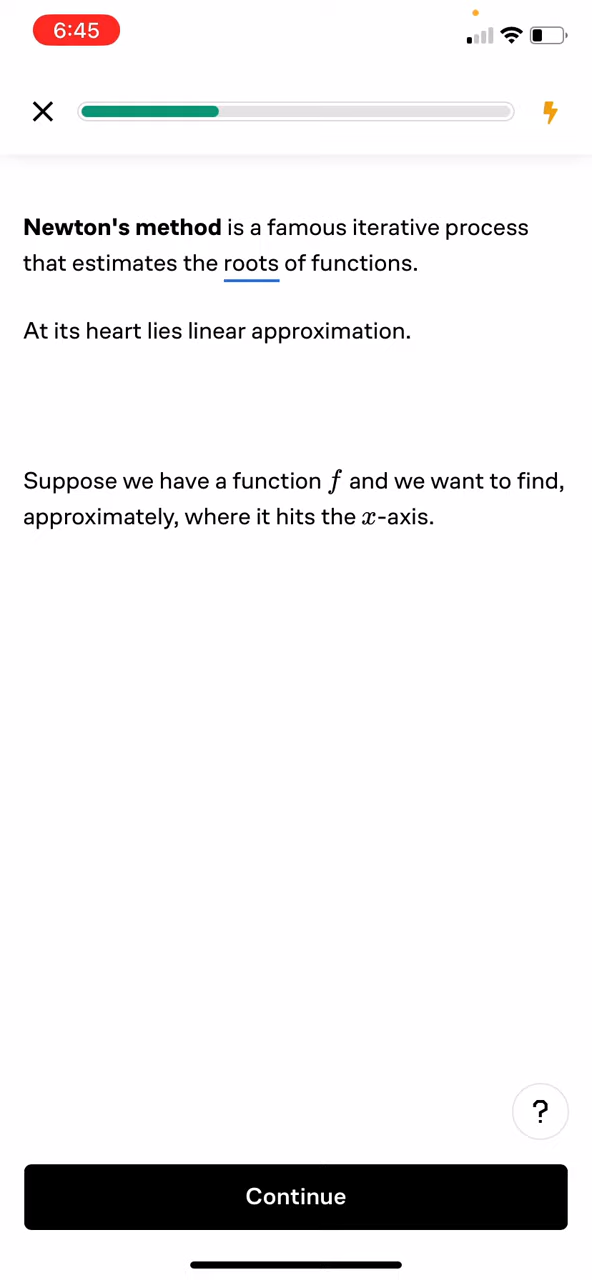 6:45
Newton's method is a famous iterative process
that estimates the roots of functions.
At its heart lies linear approximation.
Suppose we have a function f and we want to find,
approximately, where it hits the x-axis.
?
Continue